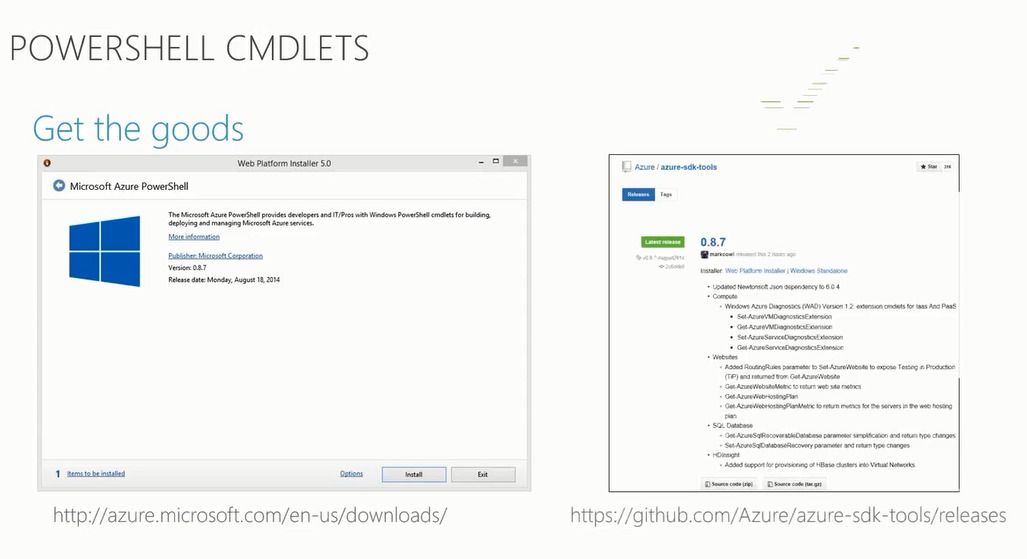 POWERSHELL CMDLETS
Get the goods
Web Platform Installer 5.0
Microsoft Azure PowerShell
The Microsoft Azure PowerShell provides developers and IT/Pros with Windows PowerShell cmdlets for building,
deploying and managing Microsoft Azure services.
More information
Publisher: Microsoft Corporation
Version: 0.8.7
Release date: Monday, August 18, 2014
1 Items to be installed
Options
Install
Exit
http://azure.microsoft.com/en-us/downloads/
Azure / azure-sdk-tools
Star
Releases
Tags
Latest release
0.8.7
markcowl released this 2 hours ago
Installer: Web Platform Installer | Windows Standalone
• Updated Newtonsoft.Json dependency to 6.0.4
• Compute
Windows Azure Diagnostics (WAD) Version 1.2: extension cmdlets for Iaas And PaaS
Set-AzureVMDiagnosticsExtension
Get-AzureVMDiagnosticsExtension
Set-AzureServiceDiagnosticsExtension
Get-AzureServiceDiagnosticsExtension
• Websites
Added RoutingRules parameter to Set-AzureWebsite to expose Testing in Production
(TiP) and returned from Get-AzureWebsite
Get-AzureWebsiteMetric to return web site metrics
Get-AzureWebHostingPlan
Get-AzureWebHostingPlanMetric to return metrics for the servers in the web hosting
plan.
• SQL Database
Get-AzureSqlRecoverableDatabase parameter simplification and return type changes
Set-AzureSqlDatabaseRecovery parameter and return type changes
• HDInsight
Added support for provisioning of HBase clusters into Virtual Networks
Source code (zip)
Source code (tar.gz)
https://github.com/Azure/azure-sdk-tools/releases